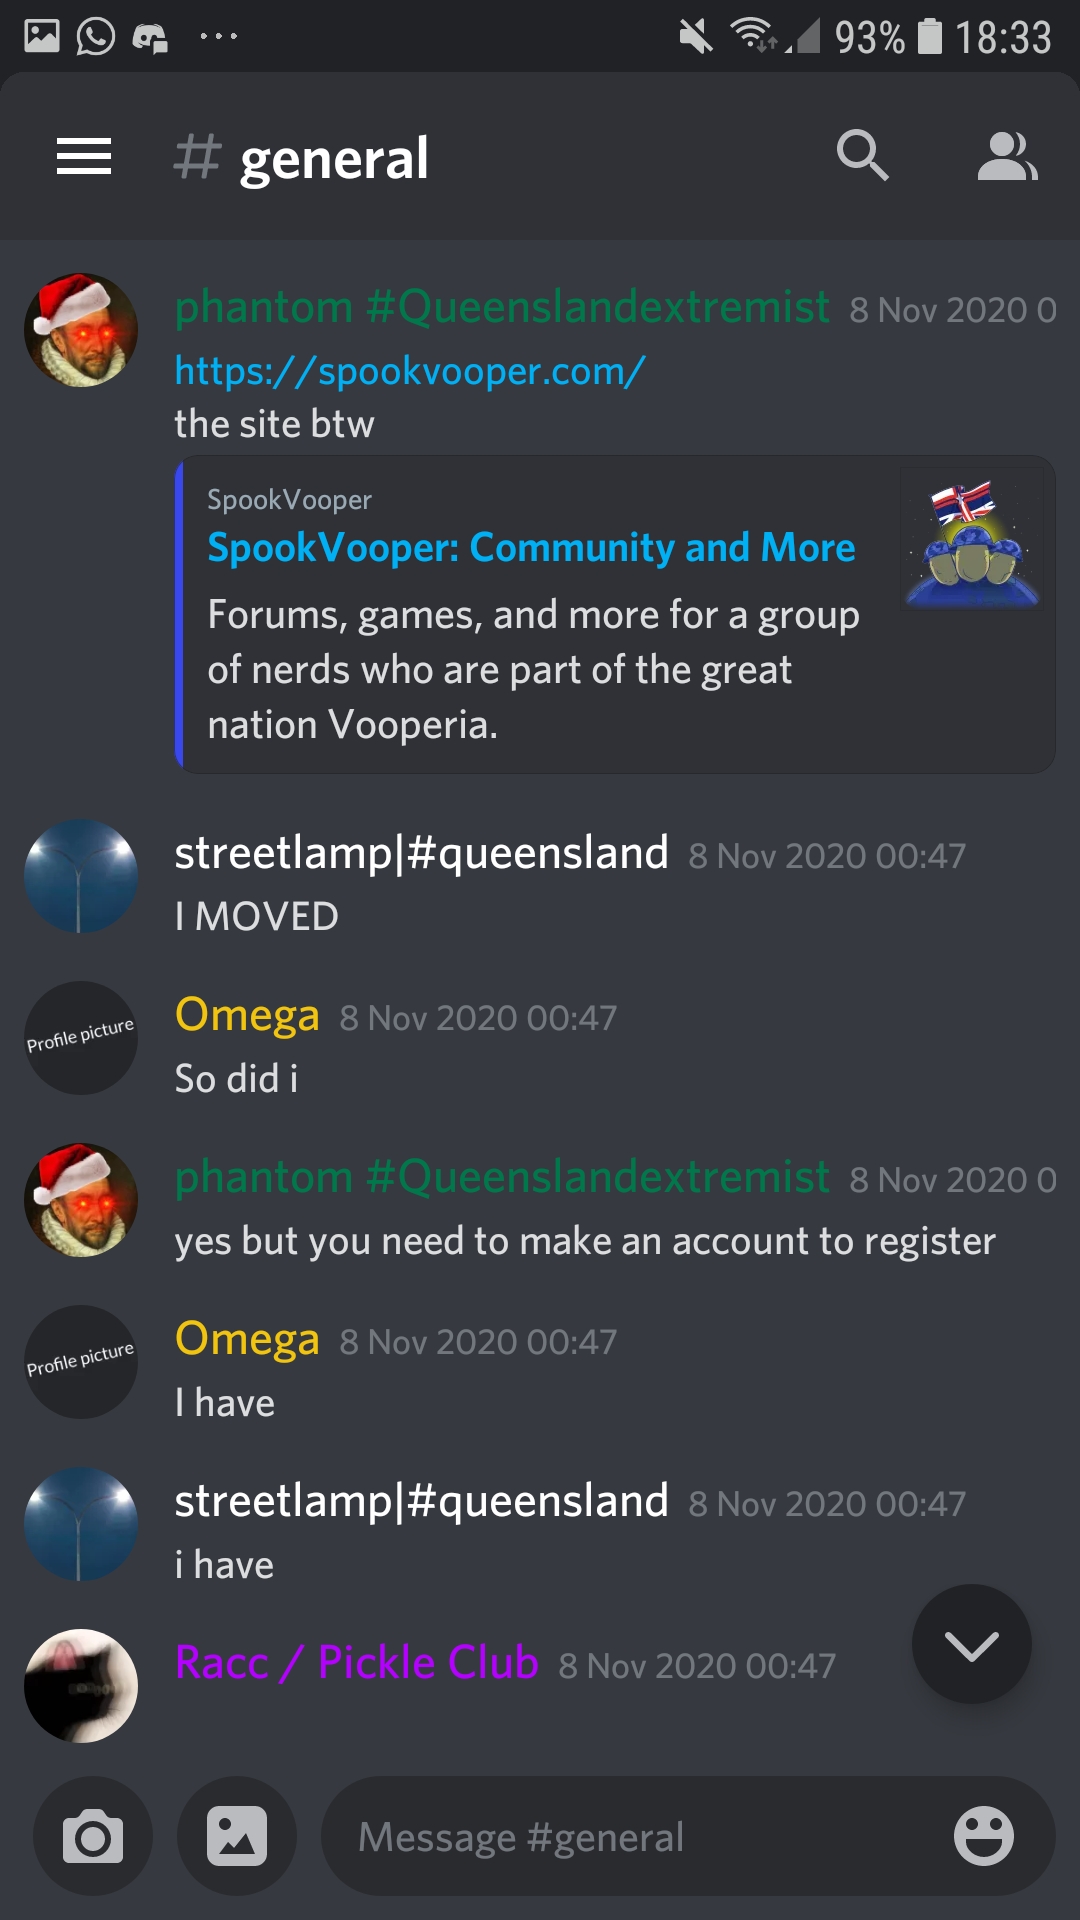 93% 18:33
# general
phantom #Queenslandextremist 8 Nov 2020 0
https://spookvooper.com/
the site btw
SpookVooper
SpookVooper: Community and More
Forums, games, and more for a group
of nerds who are part of the great
nation Vooperia.
streetlamp|#queensland 8 Nov 2020 00:47
I MOVED
Omega 8 Nov 2020 00:47
Profile picture
So did i
phantom #Queenslandextremist 8 Nov 2020 0
yes but you need to make an account to register
Omega 8 Nov 2020 00:47
Profile picture
I have
streetlamp|#queensland 8 Nov 2020 00:47
i have
Racc / Pickle Club 8 Nov 2020 00:47
Message #general